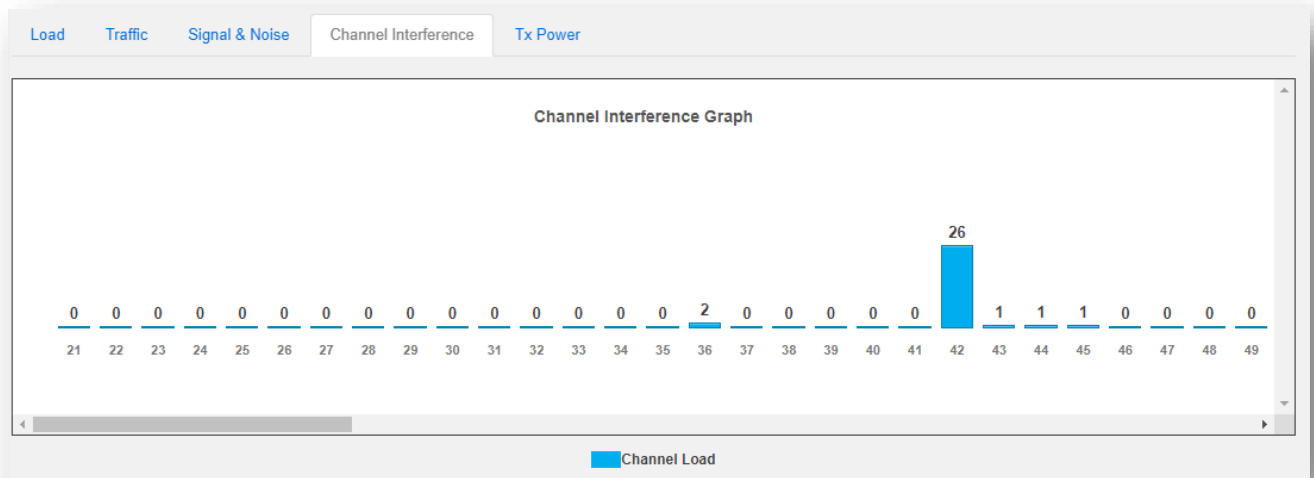 Load Traffic Signal & Noise Channel Interference Tx Power
Channel Interference Graph
26
0 0 0 0 0 0 0 0 0 0 0 0 0 0 0 2 0 0 0 0 0 1 1 1 0 0 0 0
21 22 23 24 25 26 27 28 29 30 31 32 33 34 35 36 37 38 39 40 41 42 43 44 45 46 47 48 49
Channel Load